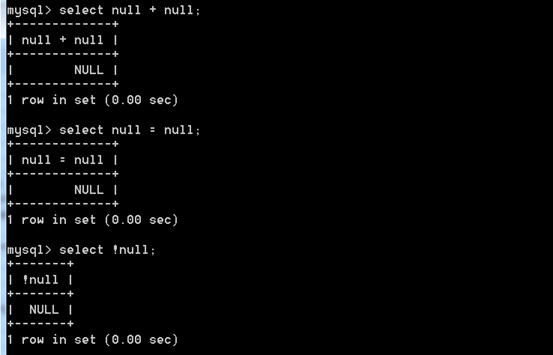 mysql> select null + null;
+-------------+
| null + null |
+-------------+
|        NULL |
+-------------+
1 row in set (0.00 sec)
mysql> select null = null;
+-------------+
| null = null |
+-------------+
|        NULL |
+-------------+
1 row in set (0.00 sec)
mysql> select !null;
+-------+
| !null |
+-------+
|  NULL |
+-------+
1 row in set (0.00 sec)